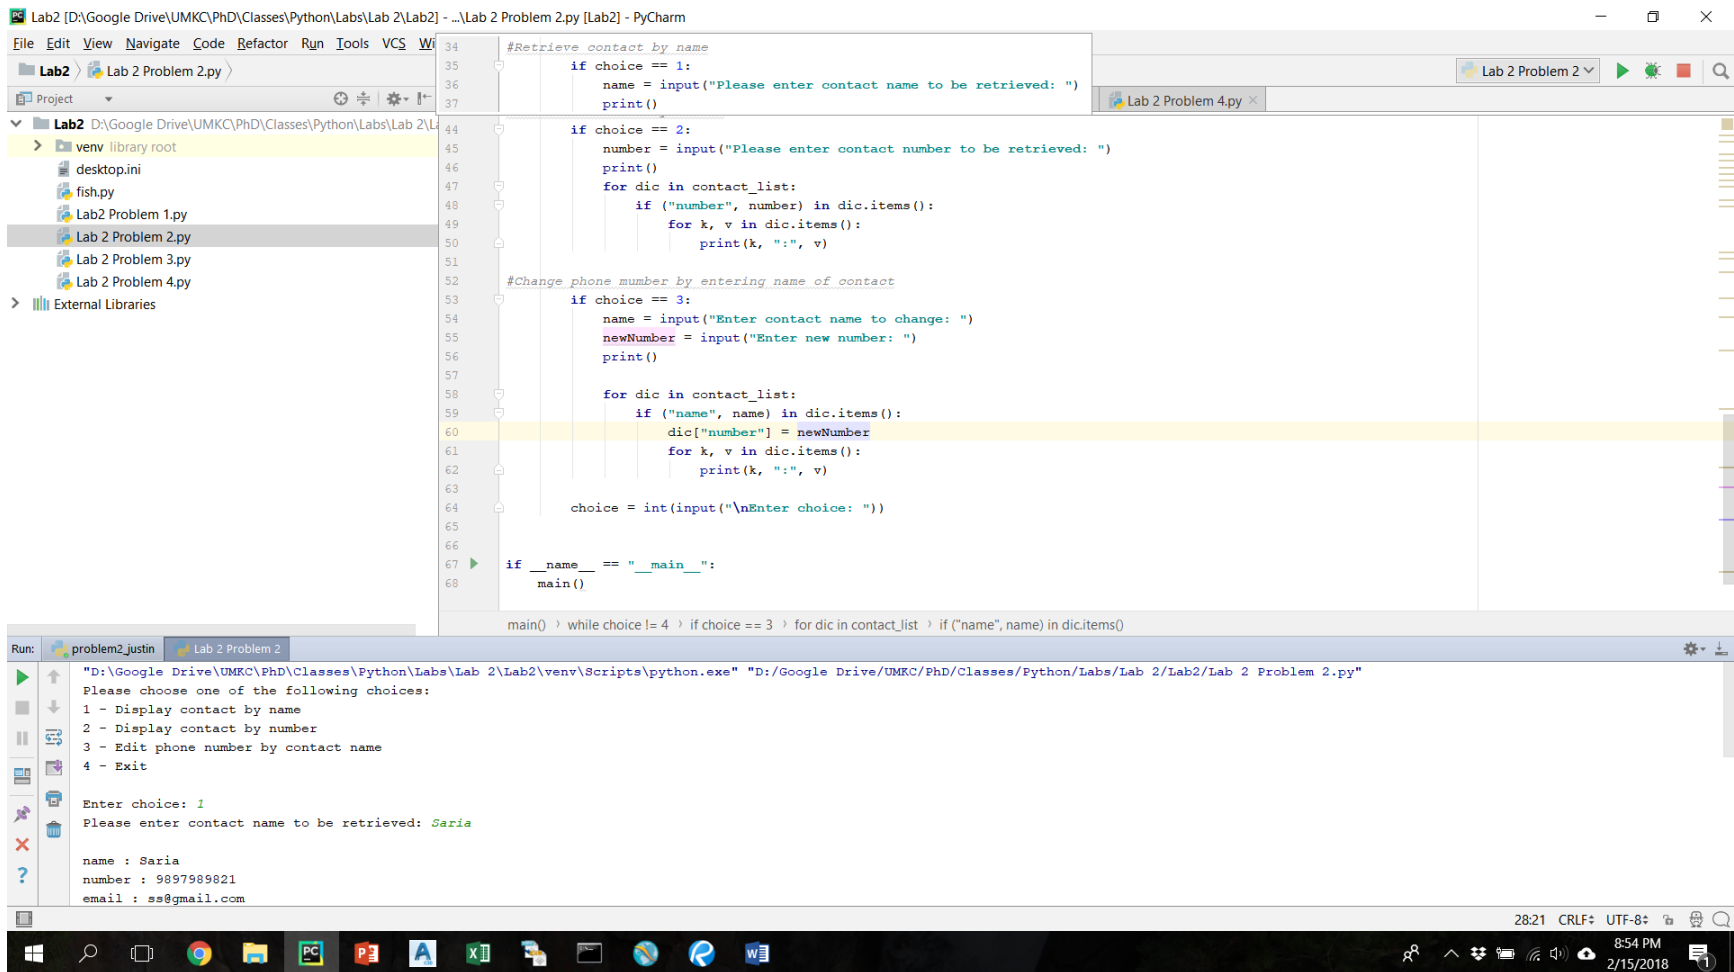 Lab2 [D:\Google Drive\UMKC\PhD\Classes\Python\Labs\Lab 2\Lab2] - ...\Lab 2 Problem 2.py [Lab2] - PyCharm
File Edit View Navigate Code Refactor Run Tools VCS Wi
Lab2 Lab 2 Problem 2.py
Lab 2 Problem 2
Project
Lab 2 Problem 4.py
Lab2 D:\Google Drive\UMKC\PhD\Classes\Python\Labs\Lab 2\La
venv library root
desktop.ini
fish.py
Lab2 Problem 1.py
Lab 2 Problem 2.py
Lab 2 Problem 3.py
Lab 2 Problem 4.py
External Libraries
34 #Retrieve contact by name
35 if choice == 1:
36 name = input("Please enter contact name to be retrieved: ")
37 print()
44 if choice == 2:
45 number = input("Please enter contact number to be retrieved: ")
46 print()
47 for dic in contact_list:
48 if ("number", number) in dic.items():
49 for k, v in dic.items():
50 print(k, ":", v)
51
52 #Change phone mumber by entering name of contact
53 if choice == 3:
54 name = input("Enter contact name to change: ")
55 newNumber = input("Enter new number: ")
56 print()
57
58 for dic in contact_list:
59 if ("name", name) in dic.items():
60 dic["number"] = newNumber
61 for k, v in dic.items():
62 print(k, ":", v)
63
64 choice = int(input("\nEnter choice: "))
65
66
67 if __name__ == "__main__":
68 main()
main() › while choice != 4 › if choice == 3 › for dic in contact_list › if ("name", name) in dic.items()
Run: problem2_justin Lab 2 Problem 2
"D:\Google Drive\UMKC\PhD\Classes\Python\Labs\Lab 2\Lab2\venv\Scripts\python.exe" "D:/Google Drive/UMKC/PhD/Classes/Python/Labs/Lab 2/Lab2/Lab 2 Problem 2.py"
Please choose one of the following choices:
1 - Display contact by name
2 - Display contact by number
3 - Edit phone number by contact name
4 - Exit
Enter choice: 1
Please enter contact name to be retrieved: Saria
name : Saria
number : 9897989821
email : ss@gmail.com
28:21 CRLF UTF-8
8:54 PM
2/15/2018
1